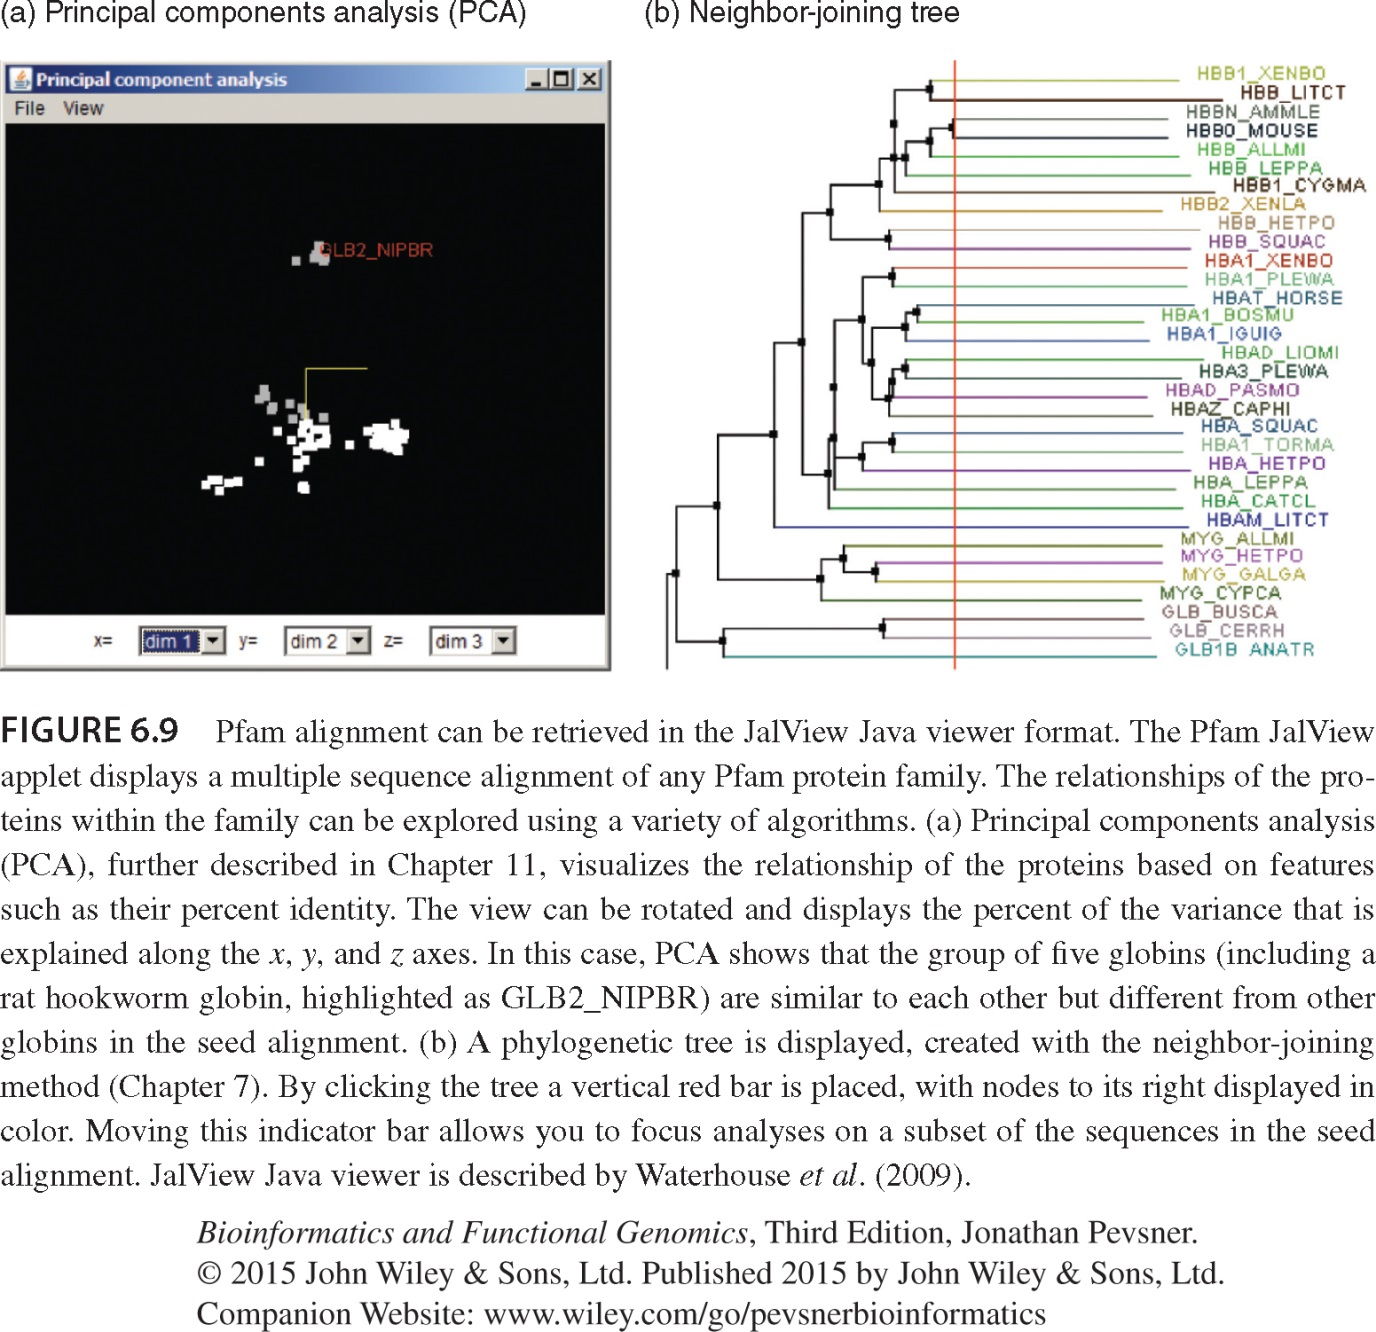 (a) Principal components analysis (PCA)
(b) Neighbor-joining tree
Principal component analysis
File View
GLB2_NIPBR
x= dim 1 y= dim 2 z= dim 3
HBB1_XENBO
HBB_LITCT
HBBN_AMMLE
HBB0_MOUSE
HBB_ALLMI
HBB_LEPPA
HBB1_CYGMA
HBB2_XENLA
HBB_HETPO
HBB_SQUAC
HBA1_XENBO
HBA1_PLEWA
HBAT_HORSE
HBA1_BOSMU
HBA1_IGUIG
HBAD_LIOMI
HBA3_PLEWA
HBAD_PASMO
HBAZ_CAPHI
HBA_SQUAC
HBA1_TORMA
HBA_HETPO
HBA_LEPPA
HBA_CATCL
HBAM_LITCT
MYG_ALLMI
MYG_HETPO
MYG_GALGA
MYG_CYPCA
GLB_BUSCA
GLB_CERRH
GLB1B_ANATR
FIGURE 6.9 Pfam alignment can be retrieved in the JalView Java viewer format. The Pfam JalView
applet displays a multiple sequence alignment of any Pfam protein family. The relationships of the pro-
teins within the family can be explored using a variety of algorithms. (a) Principal components analysis
(PCA), further described in Chapter 11, visualizes the relationship of the proteins based on features
such as their percent identity. The view can be rotated and displays the percent of the variance that is
explained along the x, y, and z axes. In this case, PCA shows that the group of five globins (including a
rat hookworm globin, highlighted as GLB2_NIPBR) are similar to each other but different from other
globins in the seed alignment. (b) A phylogenetic tree is displayed, created with the neighbor-joining
method (Chapter 7). By clicking the tree a vertical red bar is placed, with nodes to its right displayed in
color. Moving this indicator bar allows you to focus analyses on a subset of the sequences in the seed
alignment. JalView Java viewer is described by Waterhouse et al. (2009).
Bioinformatics and Functional Genomics, Third Edition, Jonathan Pevsner.
© 2015 John Wiley & Sons, Ltd. Published 2015 by John Wiley & Sons, Ltd.
Companion Website: www.wiley.com/go/pevsnerbioinformatics